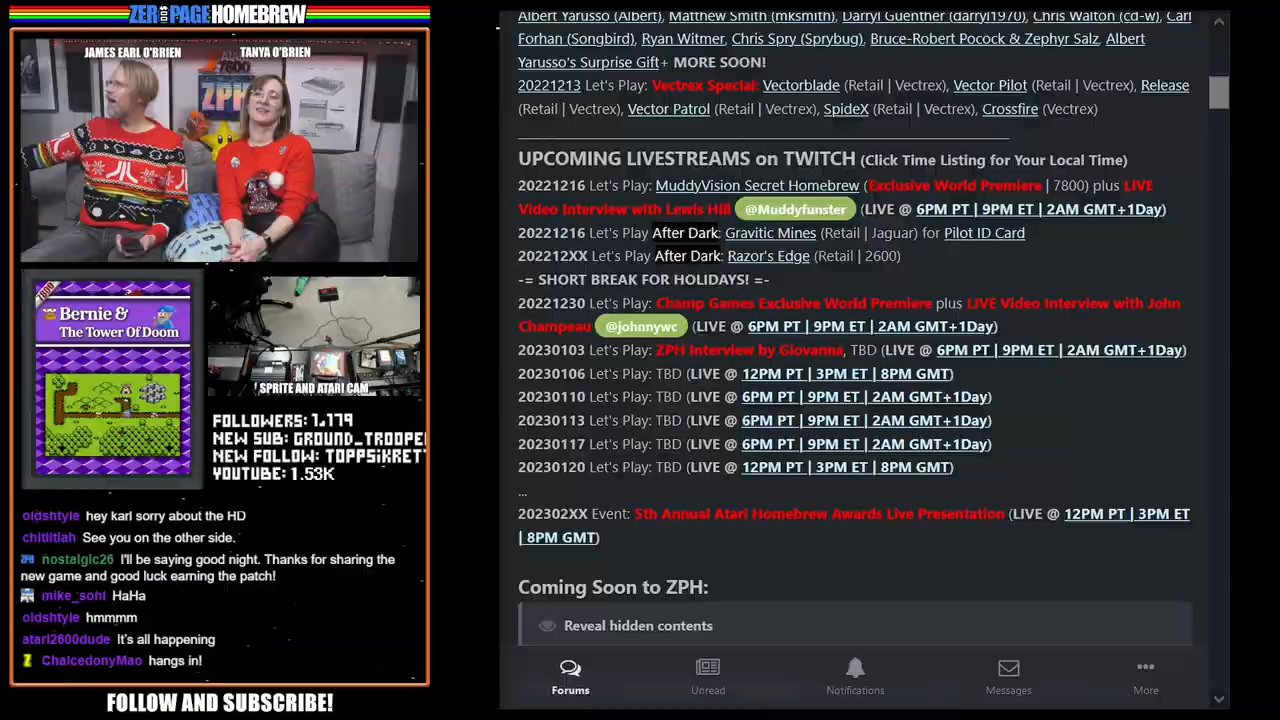 ZEROPAGE HOMEBREW
JAMES EARL O'BRIEN
TANYA O'BRIEN
ZPH
7800
Bernie &
The Tower Of Doom
SPRITE AND ATARI CAM
FOLLOWERS: 1,179
NEW SUB: GROUND_TROOPE
NEW FOLLOW: TOPPSIKRET
YOUTUBE: 1.53K
oldshtyle hey karl sorry about the HD
chitlitlah See you on the other side.
ZPH nostalgic26 I'll be saying good night. Thanks for sharing the
new game and good luck earning the patch!
mike_sohl HaHa
oldshtyle hmmmm
atari2600dude It's all happening
Z ChalcedonyMao hangs in!
FOLLOW AND SUBSCRIBE!
Albert Yarusso (Albert), Matthew Smith (mksmith), Darryl Guenther (darryl1970), Chris Walton (cd-w), Carl
Forhan (Songbird), Ryan Witmer, Chris Spry (Sprybug), Bruce-Robert Pocock & Zephyr Salz, Albert
Yarusso's Surprise Gift+ MORE SOON!
20221213 Let's Play: Vectrex Special: Vectorblade (Retail | Vectrex), Vector Pilot (Retail | Vectrex), Release
(Retail | Vectrex), Vector Patrol (Retail | Vectrex), SpideX (Retail | Vectrex), Crossfire (Vectrex)
UPCOMING LIVESTREAMS on TWITCH (Click Time Listing for Your Local Time)
20221216 Let's Play: MuddyVision Secret Homebrew (Exclusive World Premiere | 7800) plus LIVE
Video Interview with Lewis Hill @Muddyfunster (LIVE @ 6PM PT | 9PM ET | 2AM GMT+1Day)
20221216 Let's Play After Dark: Gravitic Mines (Retail | Jaguar) for Pilot ID Card
202212XX Let's Play After Dark: Razor's Edge (Retail | 2600)
-= SHORT BREAK FOR HOLIDAYS! =-
20221230 Let's Play: Champ Games Exclusive World Premiere plus LIVE Video Interview with John
Champeau @johnnywc (LIVE @ 6PM PT | 9PM ET | 2AM GMT+1Day)
20230103 Let's Play: ZPH Interview by Giovanna, TBD (LIVE @ 6PM PT | 9PM ET | 2AM GMT+1Day)
20230106 Let's Play: TBD (LIVE @ 12PM PT | 3PM ET | 8PM GMT)
20230110 Let's Play: TBD (LIVE @ 6PM PT | 9PM ET | 2AM GMT+1Day)
20230113 Let's Play: TBD (LIVE @ 6PM PT | 9PM ET | 2AM GMT+1Day)
20230117 Let's Play: TBD (LIVE @ 6PM PT | 9PM ET | 2AM GMT+1Day)
20230120 Let's Play: TBD (LIVE @ 12PM PT | 3PM ET | 8PM GMT)
...
202302XX Event: 5th Annual Atari Homebrew Awards Live Presentation (LIVE @ 12PM PT | 3PM ET
| 8PM GMT)
Coming Soon to ZPH:
Reveal hidden contents
Forums
Unread
Notifications
Messages
More